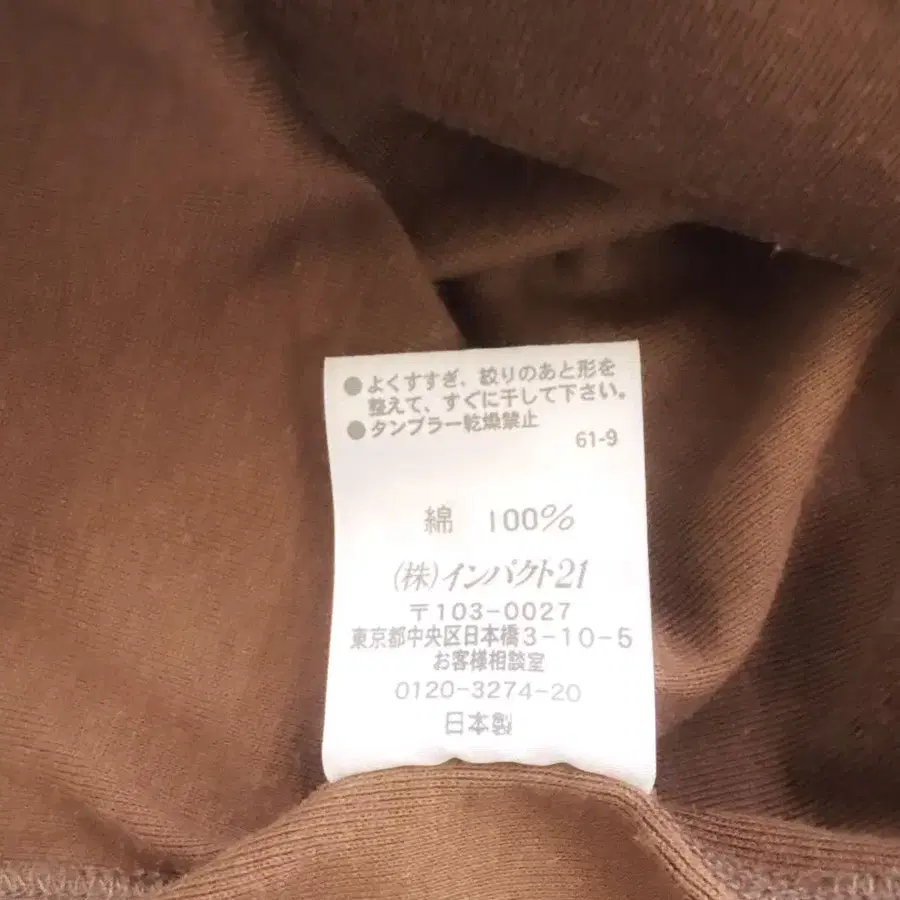 ●よくすすぎ、絞りのあと形を
整えて、すぐに干して下さい。
●タンブラー乾燥禁止
61-9
綿 100%
(株)インパクト21
〒103-0027
東京都中央区日本橋3-10-5
お客様相談室
0120-3274-20
日本製